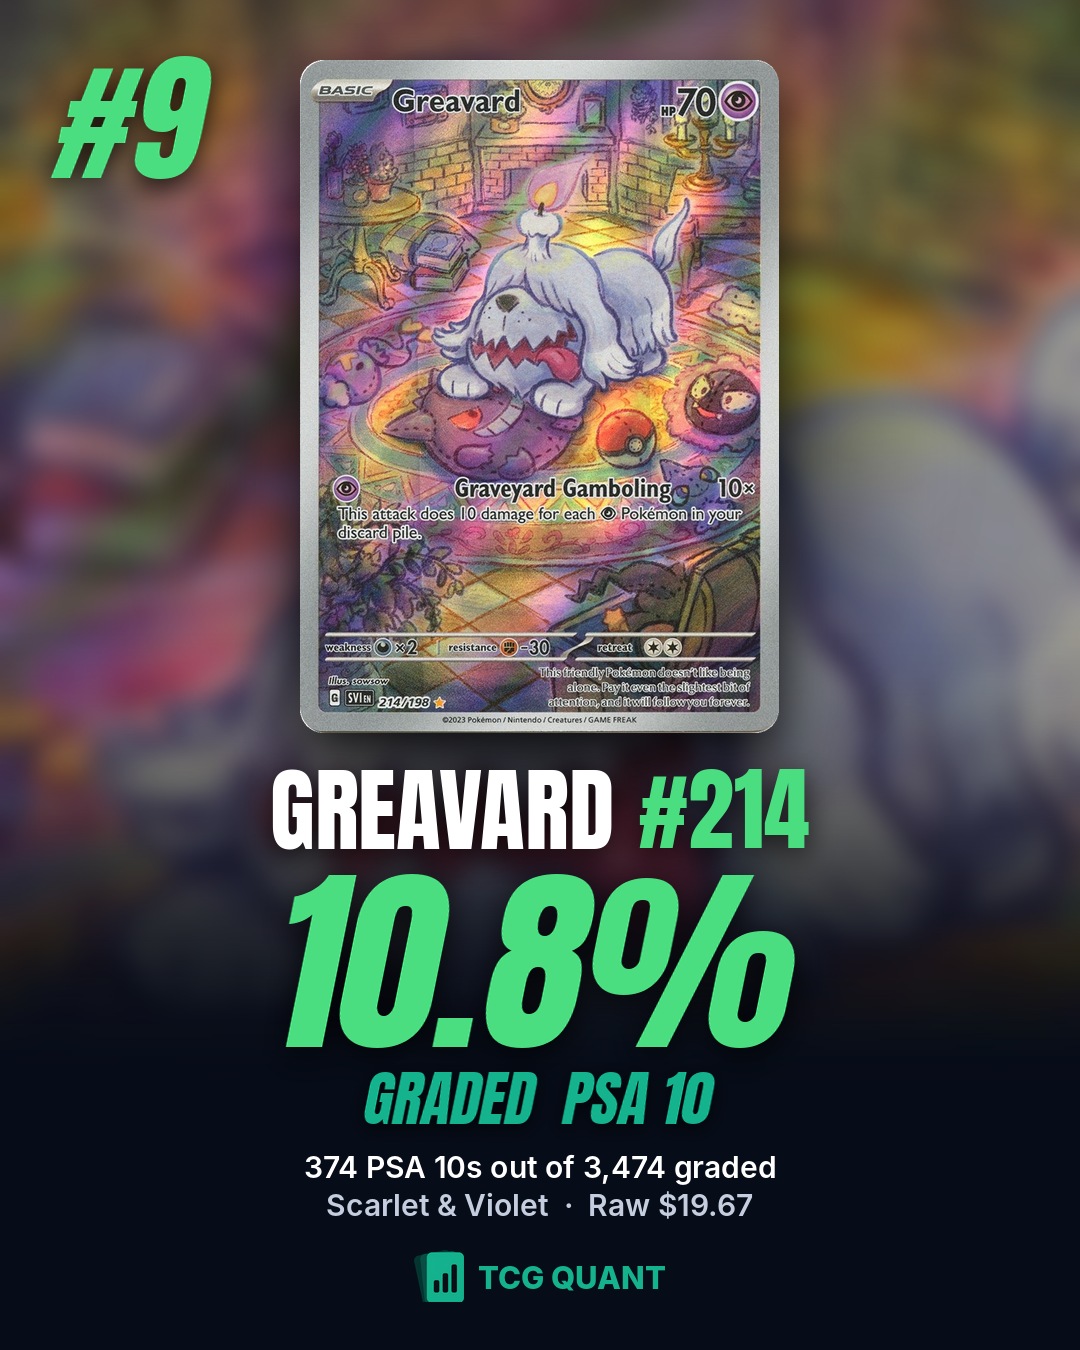 #9
BASIC
Greavard
HP 70
Graveyard Gamboling 10×
This attack does 10 damage for each Pokémon in your
discard pile.
weakness ×2 resistance -30 retreat
Illus. sowsow
This friendly Pokémon doesn't like being
alone. Pay it even the slightest bit of
attention, and it will follow you forever.
G SVI EN 214/198
©2023 Pokémon / Nintendo / Creatures / GAME FREAK
GREAVARD #214
10.8%
GRADED PSA 10
374 PSA 10s out of 3,474 graded
Scarlet & Violet · Raw $19.67
TCG QUANT